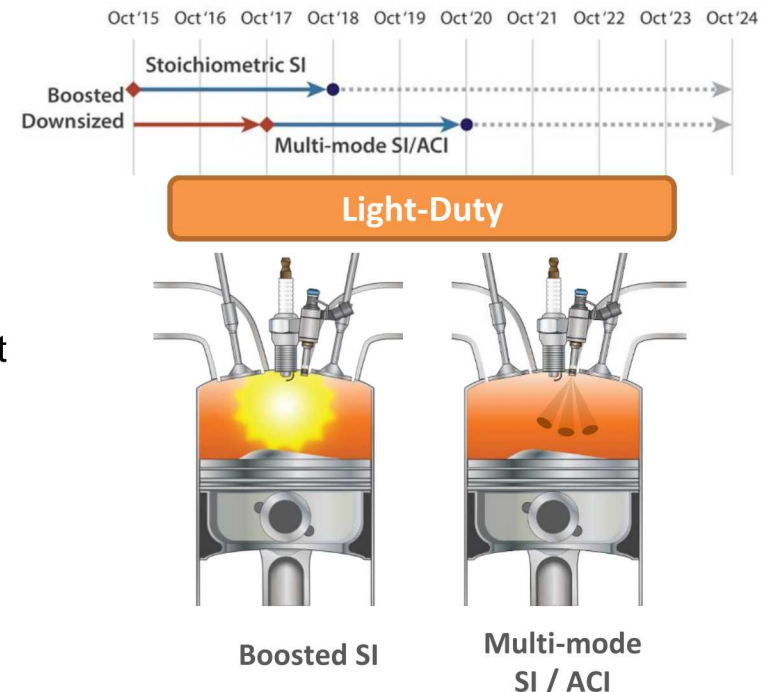 Oct‘15 Oct‘16 Oct‘17 Oct‘18 Oct‘19 Oct‘20 Oct‘21 Oct‘22 Oct‘23 Oct‘24
Stoichiometric SI
Boosted
Downsized
Multi-mode SI/ACI
Light-Duty
t
Boosted SI
Multi-mode
SI / ACI